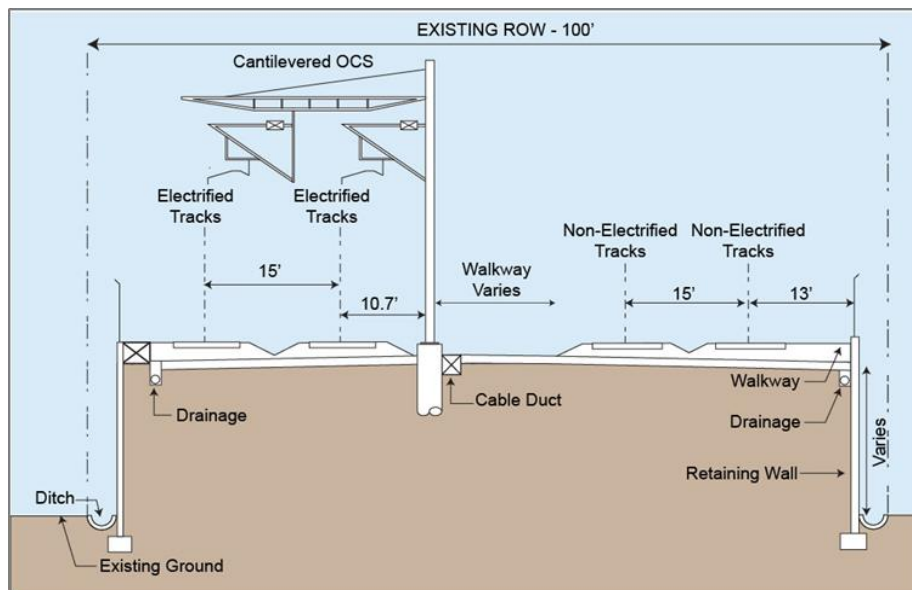 EXISTING ROW - 100'
Cantilevered OCS
Electrified
Tracks
Electrified
Tracks
Non-Electrified
Tracks
Non-Electrified
Tracks
15'
10.7'
Walkway
Varies
15'
13'
Drainage
Cable Duct
Walkway
Drainage
Retaining Wall
Varies
Ditch
Existing Ground